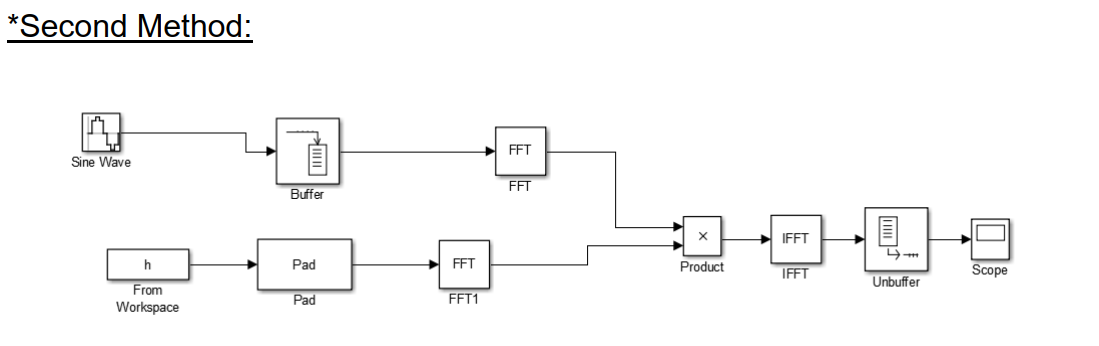 *Second Method:
Sine Wave
Buffer
FFT
FFT
h
From
Workspace
Pad
Pad
FFT
FFT1
×
Product
IFFT
IFFT
Unbuffer
Scope